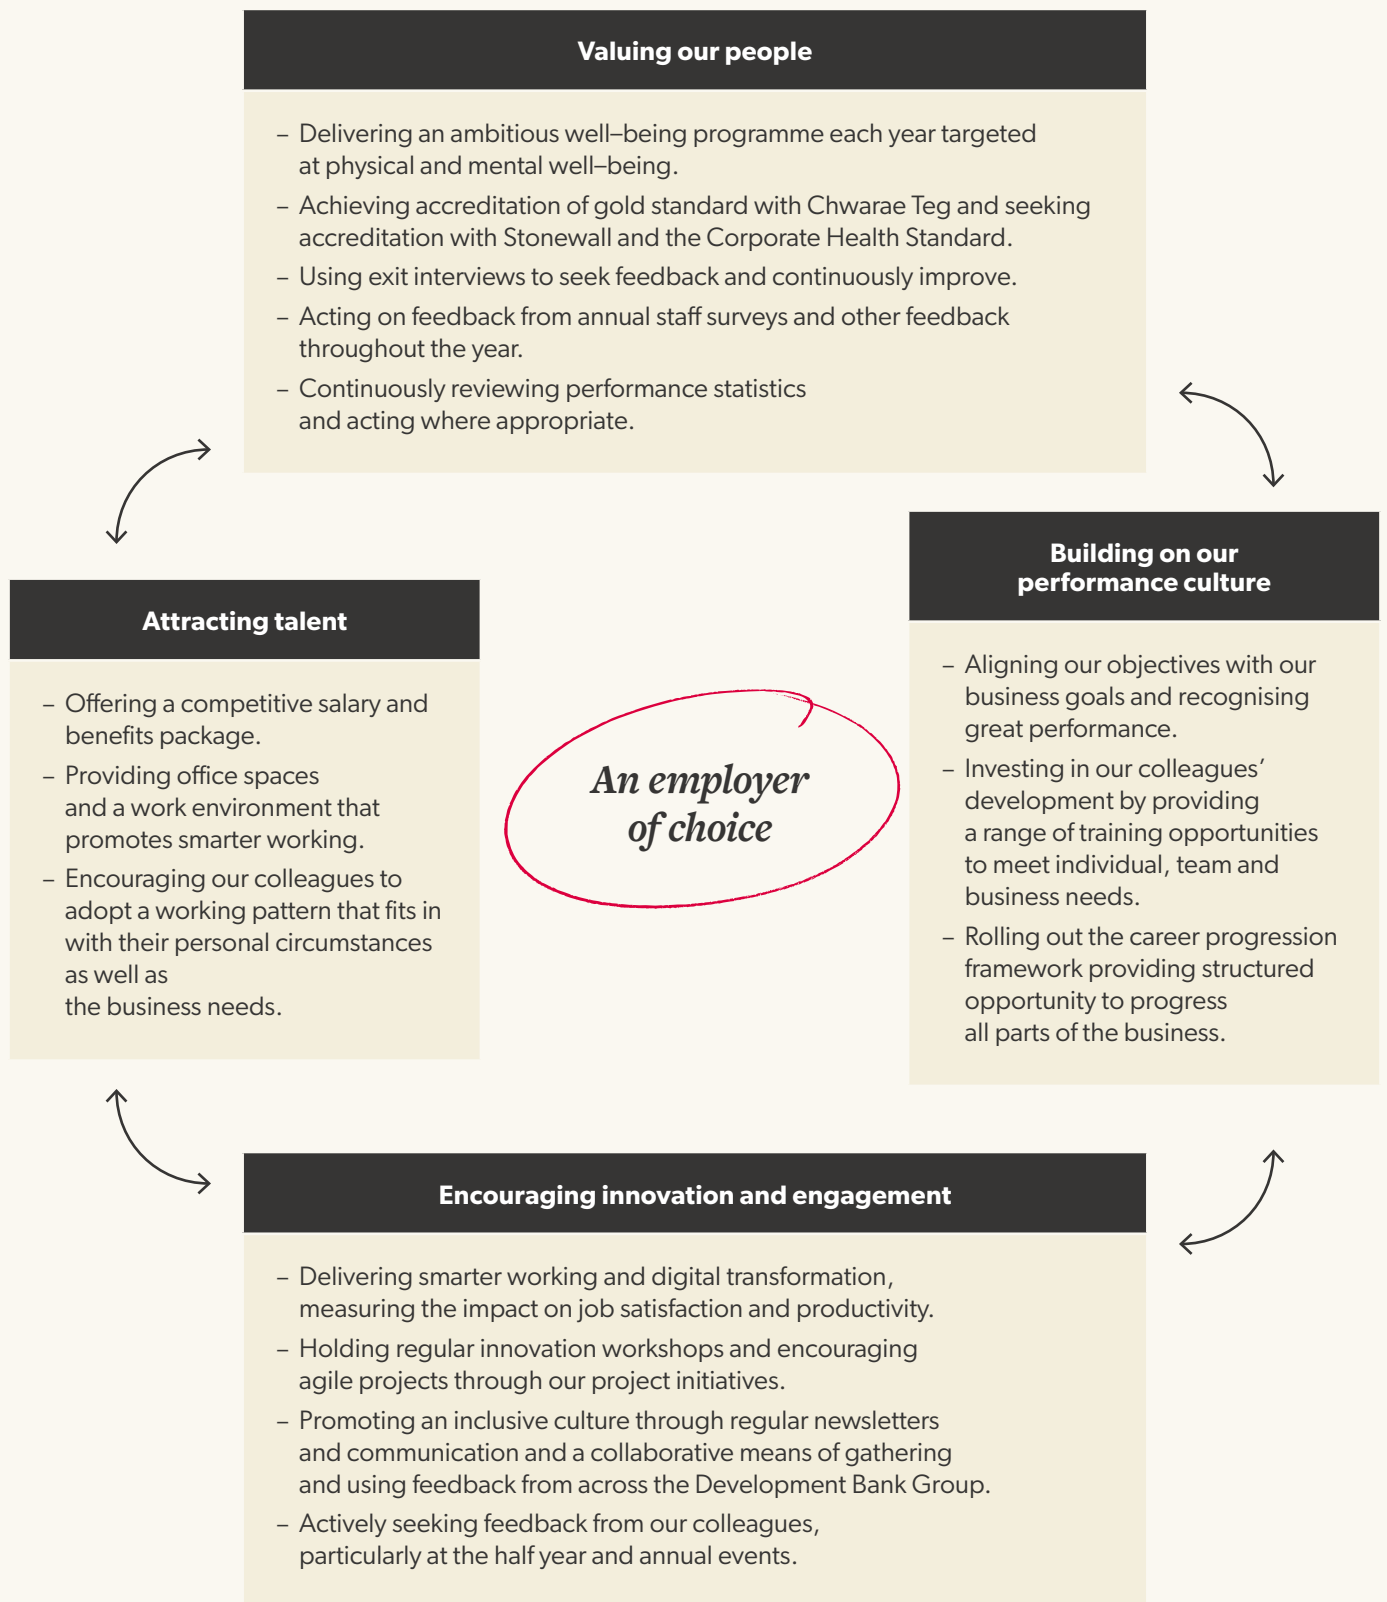 Valuing our people
– Delivering an ambitious well–being programme each year targeted
at physical and mental well–being.
– Achieving accreditation of gold standard with Chwarae Teg and seeking
accreditation with Stonewall and the Corporate Health Standard.
– Using exit interviews to seek feedback and continuously improve.
– Acting on feedback from annual staff surveys and other feedback
throughout the year.
– Continuously reviewing performance statistics
and acting where appropriate.
Attracting talent
– Offering a competitive salary and
benefits package.
– Providing office spaces
and a work environment that
promotes smarter working.
– Encouraging our colleagues to
adopt a working pattern that fits in
with their personal circumstances
as well as
the business needs.
An employer
of choice
Building on our
performance culture
– Aligning our objectives with our
business goals and recognising
great performance.
– Investing in our colleagues’
development by providing
a range of training opportunities
to meet individual, team and
business needs.
– Rolling out the career progression
framework providing structured
opportunity to progress
all parts of the business.
Encouraging innovation and engagement
– Delivering smarter working and digital transformation,
measuring the impact on job satisfaction and productivity.
– Holding regular innovation workshops and encouraging
agile projects through our project initiatives.
– Promoting an inclusive culture through regular newsletters
and communication and a collaborative means of gathering
and using feedback from across the Development Bank Group.
– Actively seeking feedback from our colleagues,
particularly at the half year and annual events.